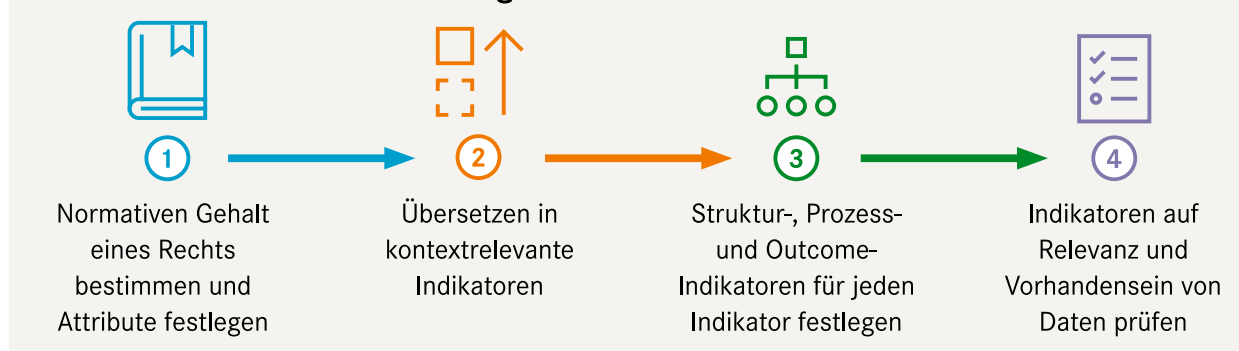 1
Normativen Gehalt
eines Rechts
bestimmen und
Attribute festlegen
2
Übersetzen in
kontextrelevante
Indikatoren
3
Struktur-, Prozess-
und Outcome-
Indikatoren für jeden
Indikator festlegen
4
Indikatoren auf
Relevanz und
Vorhandensein von
Daten prüfen